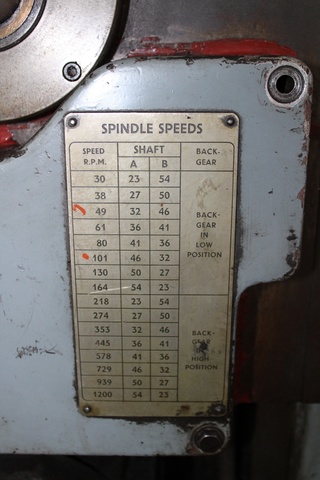 SPINDLE SPEEDS
SPEED R.P.M. SHAFT BACK-GEAR
A B
30 23 54
38 27 50
49 32 46
61 36 41
80 41 36
101 46 32
130 50 27
164 54 23
BACK-
GEAR
IN
LOW
POSITION
218 23 54
274 27 50
353 32 46
445 36 41
578 41 36
729 46 32
939 50 27
1200 54 23
BACK-
GEAR
HIGH
POSITION